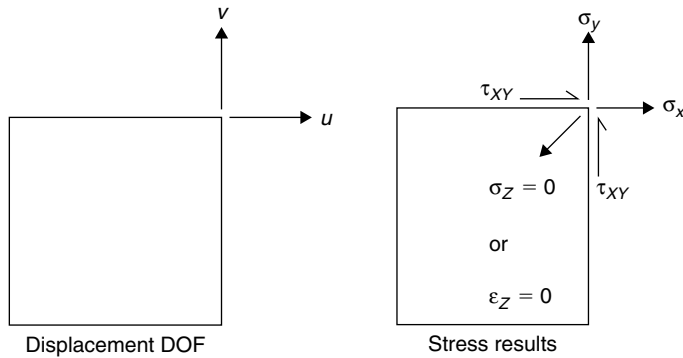 v
u
Displacement DOF
σy
τXY
σx
τXY
σZ = 0
or
εZ = 0
Stress results